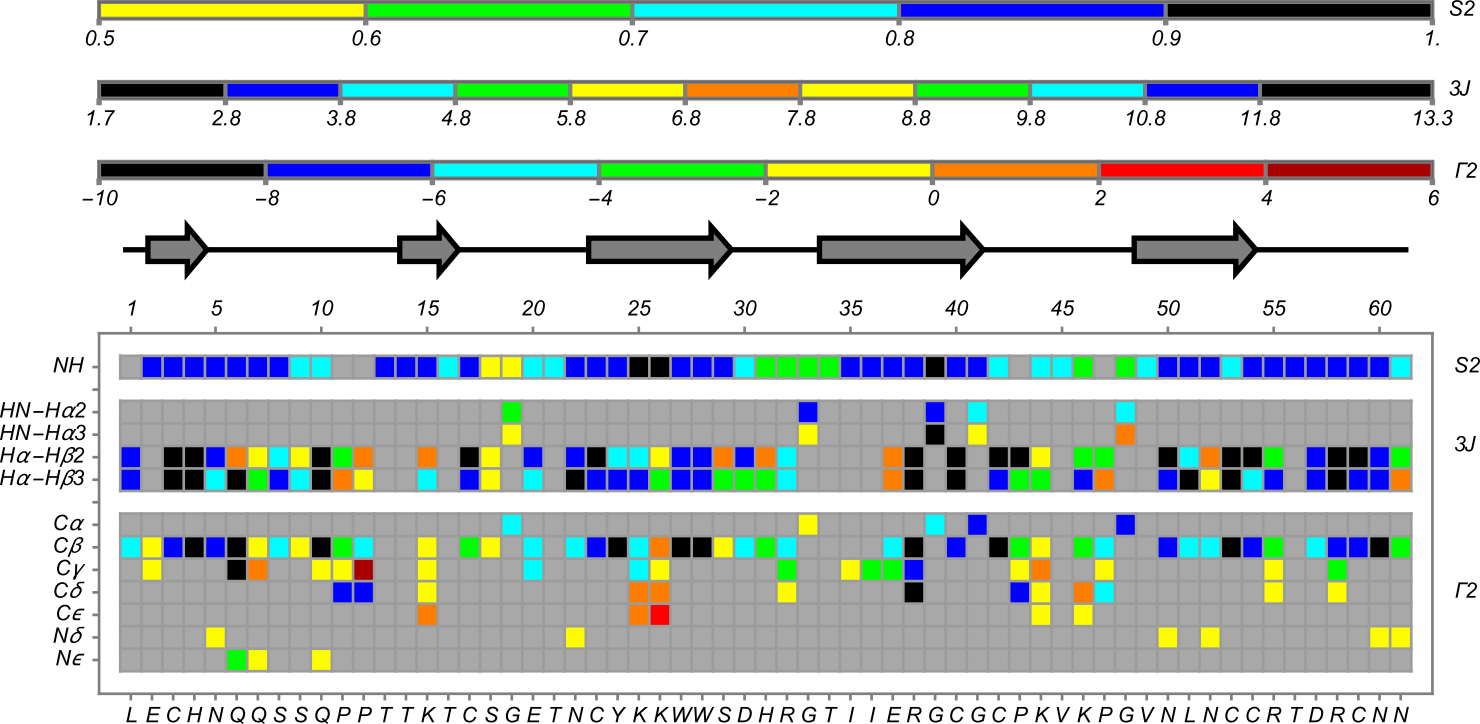 S2
0.5 0.6 0.7 0.8 0.9 1.
3J
1.7 2.8 3.8 4.8 5.8 6.8 7.8 8.8 9.8 10.8 11.8 13.3
Γ2
−10 −8 −6 −4 −2 0 2 4 6
1 5 10 15 20 25 30 35 40 45 50 55 60
NH S2
HN−Hα2
HN−Hα3
3J
Hα−Hβ2
Hα−Hβ3
Cα
Cβ
Cγ
Cδ
Γ2
Cϵ
Nδ
Nϵ
L E C H N Q Q S S Q P P T T K T C S G E T N C Y K K W W S D H R G T I I E R G C G C P K V K P G V N L N C C R T D R C N N